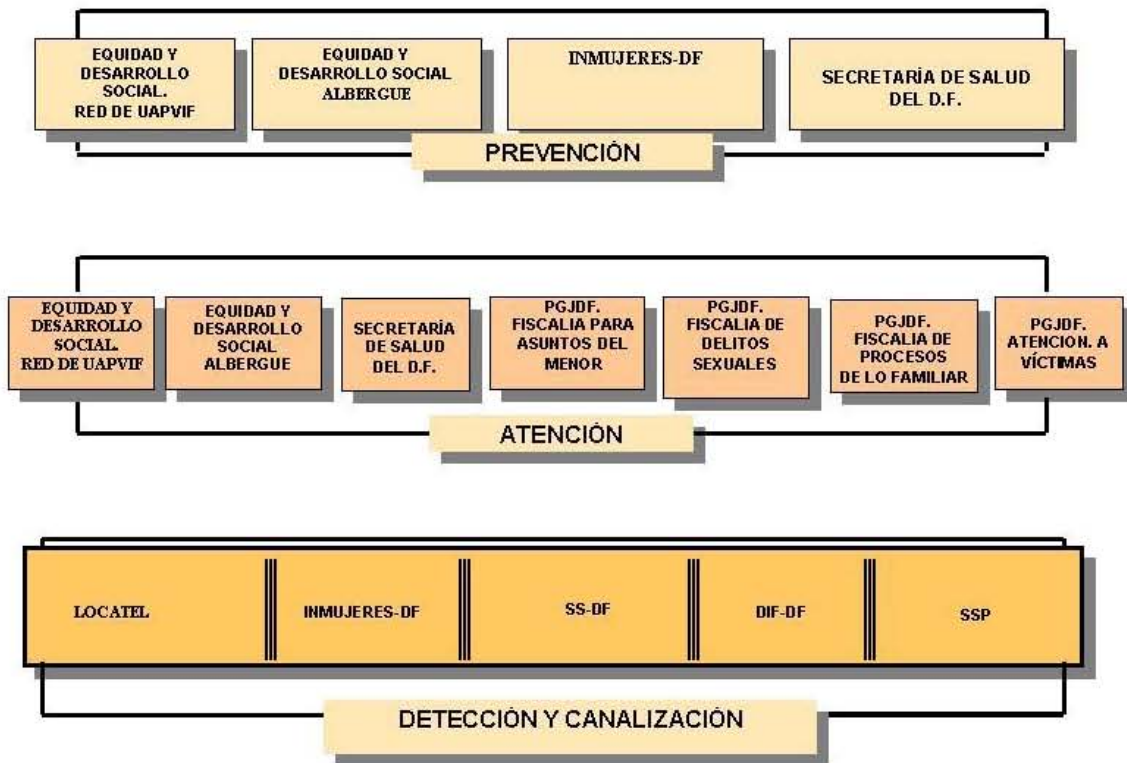 EQUIDAD Y
DESARROLLO
SOCIAL.
RED DE UAPVIF
EQUIDAD Y
DESARROLLO SOCIAL
ALBERGUE
INMUJERES-DF
SECRETARÍA DE SALUD
DEL D.F.
PREVENCIÓN
EQUIDAD Y
DESARROLLO
SOCIAL.
RED DE UAPVIF
EQUIDAD Y
DESARROLLO
SOCIAL
ALBERGUE
SECRETARÍA
DE SALUD
DEL D.F.
PGJDF.
FISCALIA PARA
ASUNTOS DEL
MENOR
PGJDF.
FISCALIA DE
DELITOS
SEXUALES
PGJDF.
FISCALIA DE
PROCESOS
DE LO FAMILIAR
PGJDF.
ATENCION. A
VÍCTIMAS
ATENCIÓN
LOCATEL
INMUJERES-DF
SS-DF
DIF-DF
SSP
DETECCIÓN Y CANALIZACIÓN